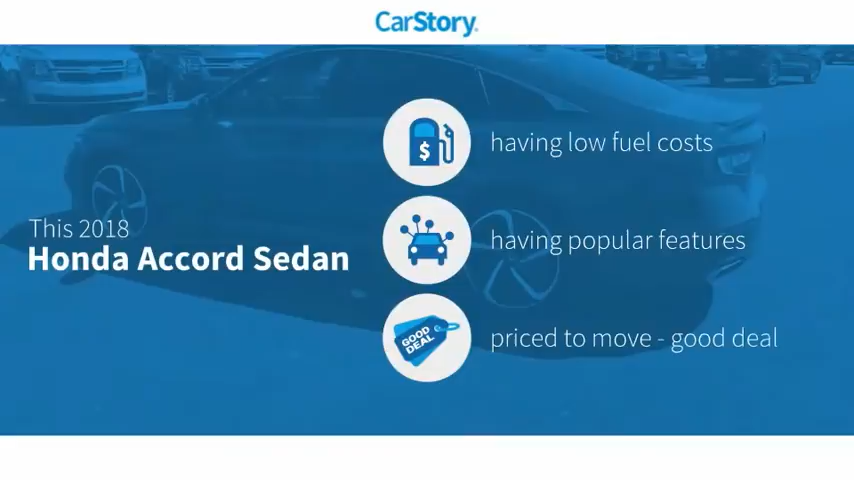 CarStory.
This 2018
Honda Accord Sedan
having low fuel costs
having popular features
GOOD
DEAL
priced to move - good deal
$